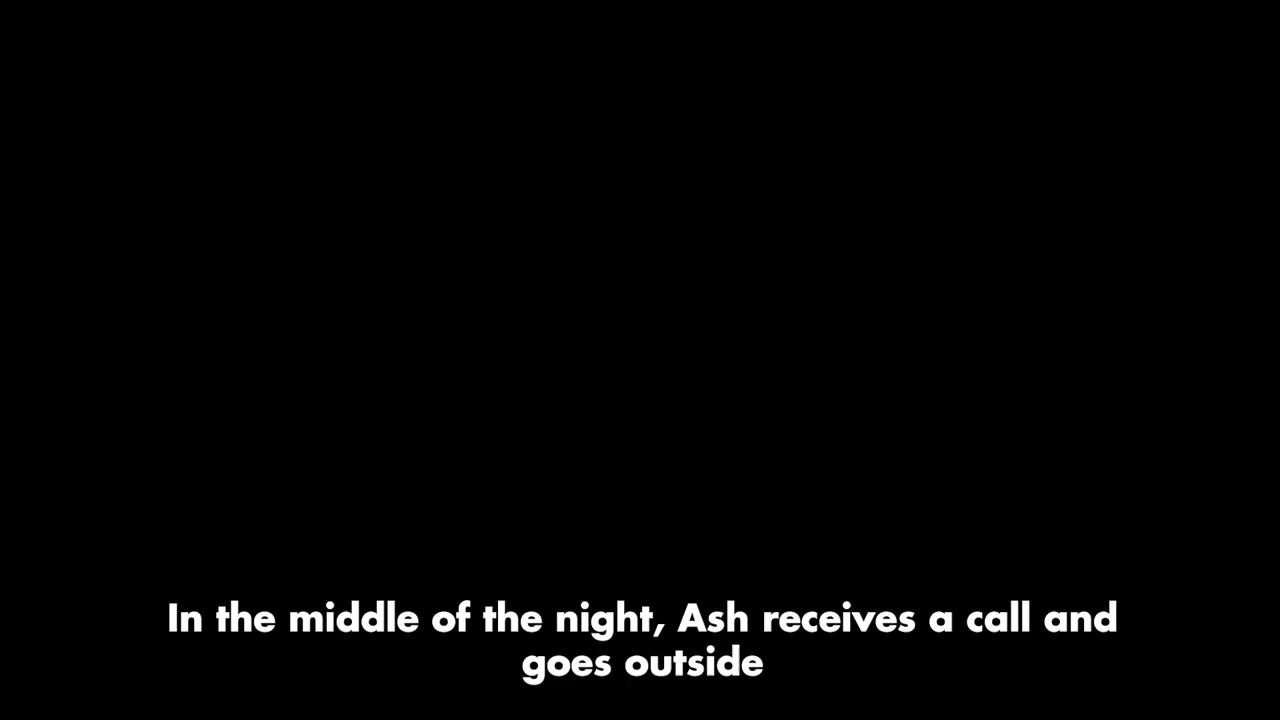 In the middle of the night, Ash receives a call and
goes outside